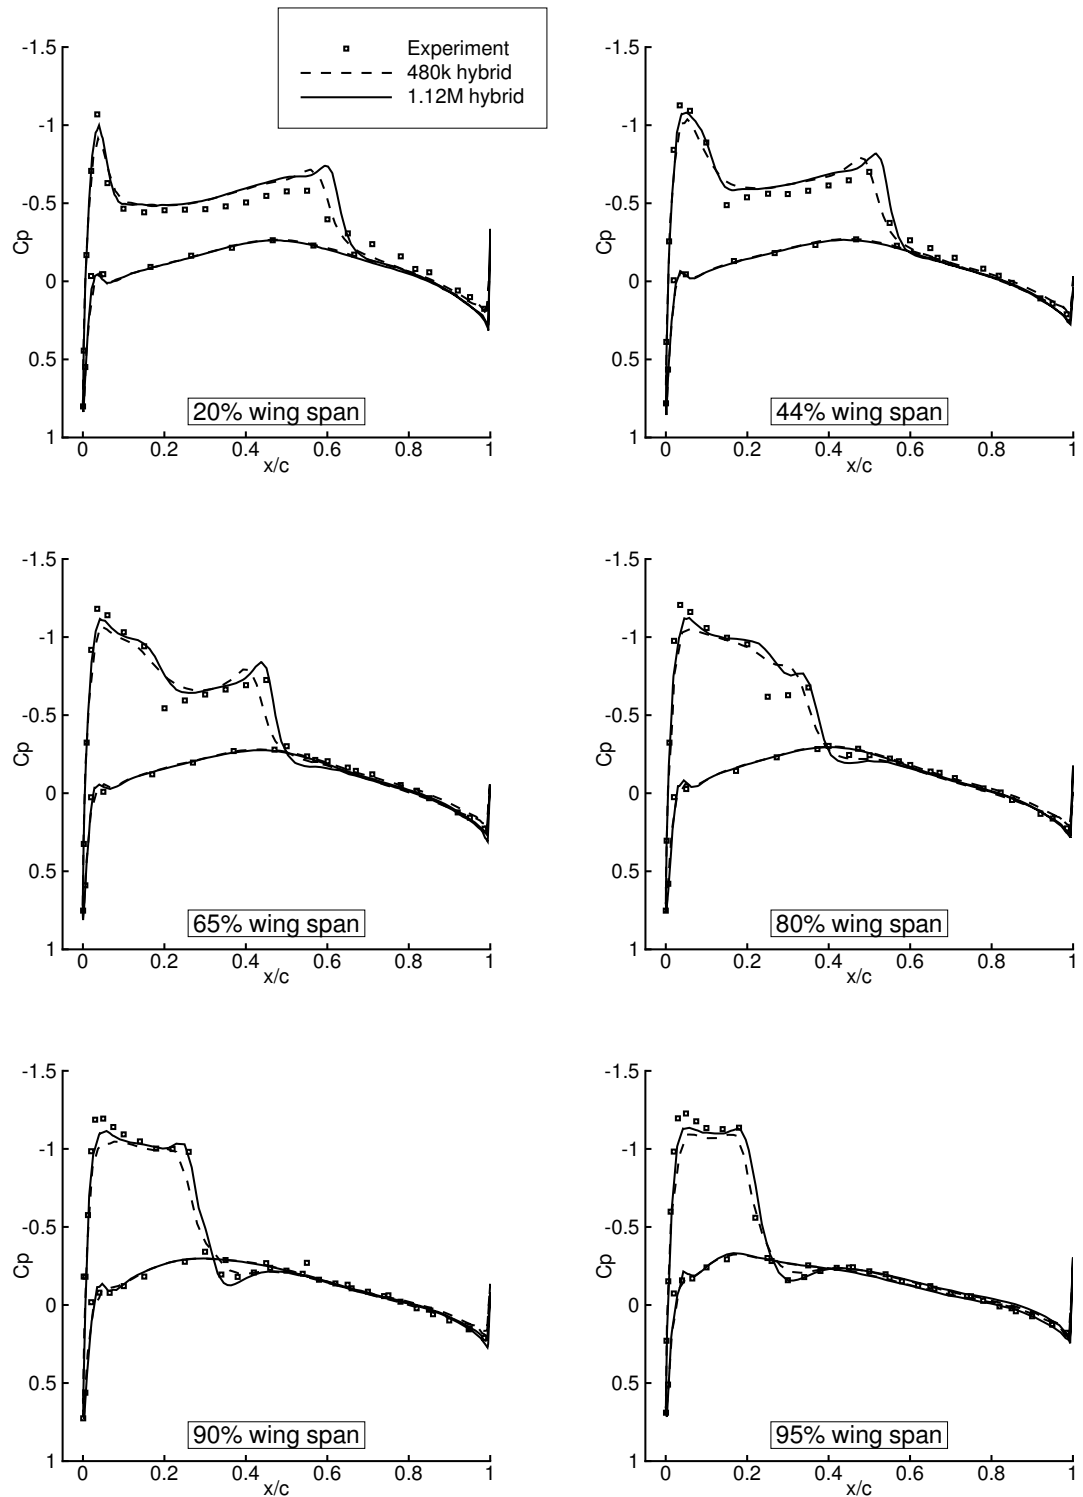 Experiment
480k hybrid
1.12M hybrid
-1.5
-1
-0.5
0
0.5
1
Cp
0 0.2 0.4 0.6 0.8 1
x/c
20% wing span
-1.5
-1
-0.5
0
0.5
1
Cp
0 0.2 0.4 0.6 0.8 1
x/c
44% wing span
-1.5
-1
-0.5
0
0.5
1
Cp
0 0.2 0.4 0.6 0.8 1
x/c
65% wing span
-1.5
-1
-0.5
0
0.5
1
Cp
0 0.2 0.4 0.6 0.8 1
x/c
80% wing span
-1.5
-1
-0.5
0
0.5
1
Cp
0 0.2 0.4 0.6 0.8 1
x/c
90% wing span
-1.5
-1
-0.5
0
0.5
1
Cp
0 0.2 0.4 0.6 0.8 1
x/c
95% wing span